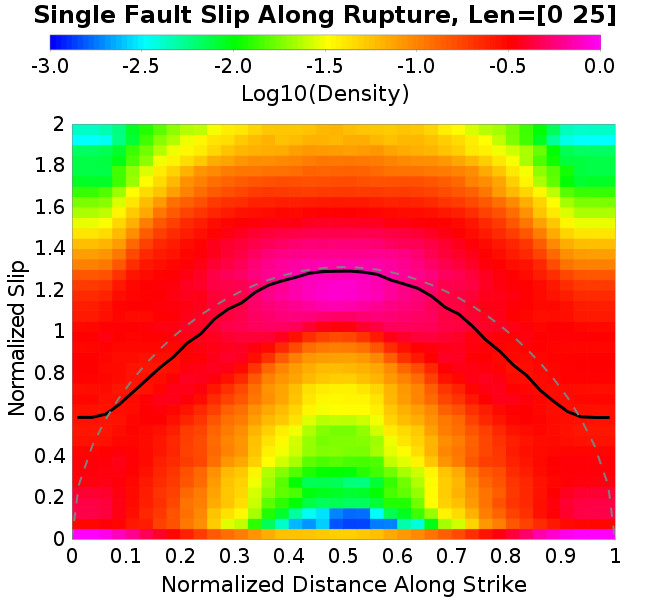 Single Fault Slip Along Rupture, Len=[0 25]
-3.0 -2.5 -2.0 -1.5 -1.0 -0.5 0.0
Log10(Density)
2
1.8
1.6
1.4
1.2
1
0.8
0.6
0.4
0.2
0
Normalized Slip
0 0.1 0.2 0.3 0.4 0.5 0.6 0.7 0.8 0.9 1
Normalized Distance Along Strike